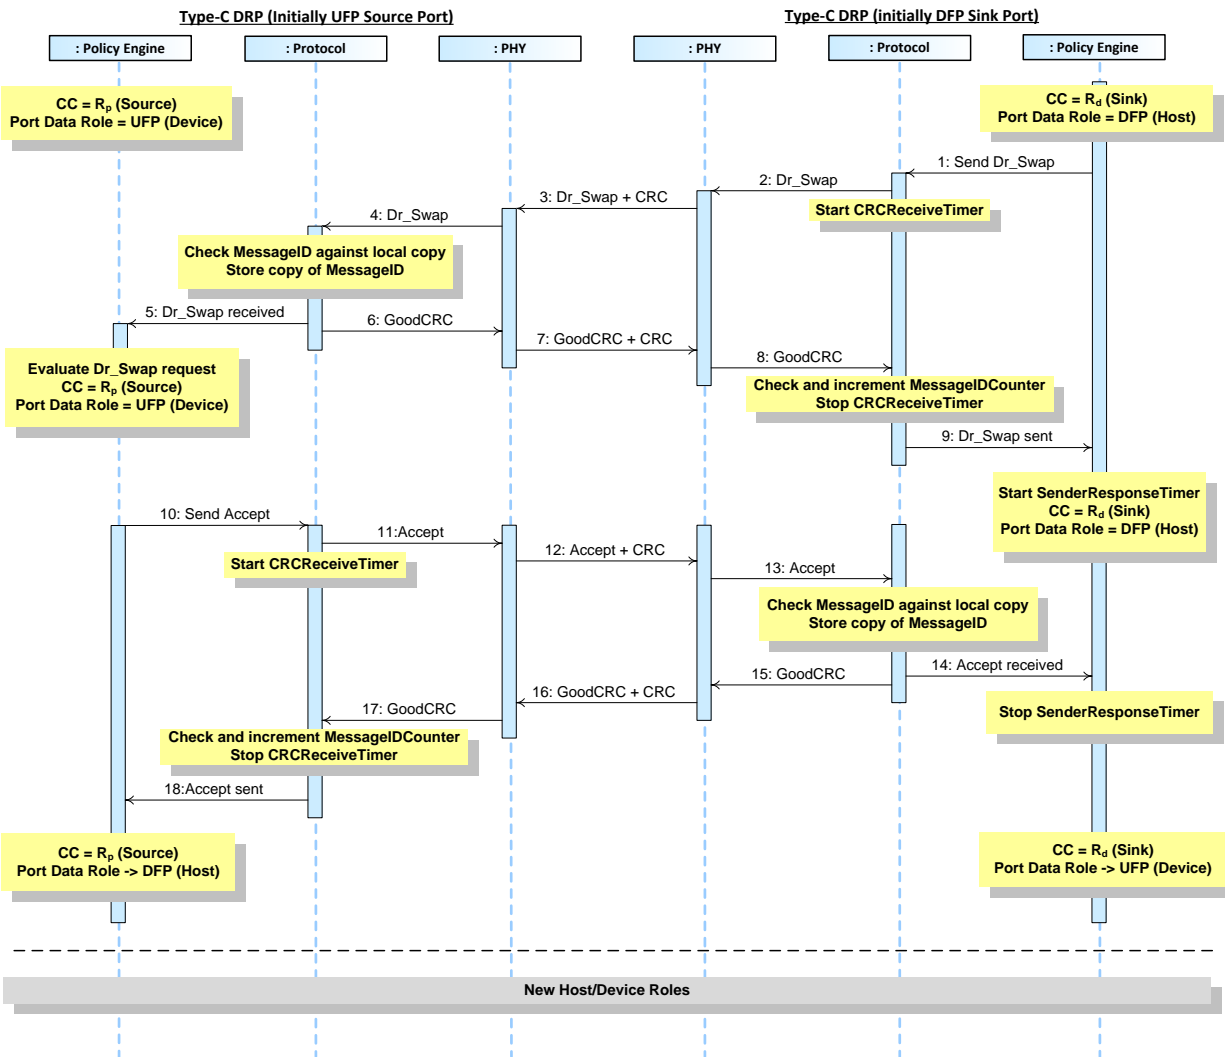 Type-C DRP (Initially UFP Source Port)
Type-C DRP (initially DFP Sink Port)
: Policy Engine
: Protocol
: PHY
: PHY
: Protocol
: Policy Engine
CC = Rp (Source)
Port Data Role = UFP (Device)
CC = Rd (Sink)
Port Data Role = DFP (Host)
1: Send Dr_Swap
2: Dr_Swap
Start CRCReceiveTimer
3: Dr_Swap + CRC
4: Dr_Swap
Check MessageID against local copy
Store copy of MessageID
5: Dr_Swap received
6: GoodCRC
7: GoodCRC + CRC
8: GoodCRC
Evaluate Dr_Swap request
CC = Rp (Source)
Port Data Role = UFP (Device)
Check and increment MessageIDCounter
Stop CRCReceiveTimer
9: Dr_Swap sent
Start SenderResponseTimer
CC = Rd (Sink)
Port Data Role = DFP (Host)
10: Send Accept
11:Accept
Start CRCReceiveTimer
12: Accept + CRC
13: Accept
Check MessageID against local copy
Store copy of MessageID
14: Accept received
15: GoodCRC
16: GoodCRC + CRC
17: GoodCRC
Stop SenderResponseTimer
Check and increment MessageIDCounter
Stop CRCReceiveTimer
18:Accept sent
CC = Rp (Source)
Port Data Role -> DFP (Host)
CC = Rd (Sink)
Port Data Role -> UFP (Device)
New Host/Device Roles